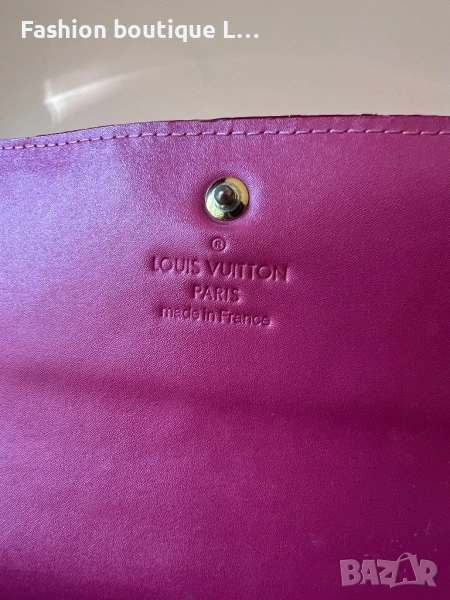 Fashion boutique L...
®
LOUIS VUITTON
PARIS
made in France
BAZAR